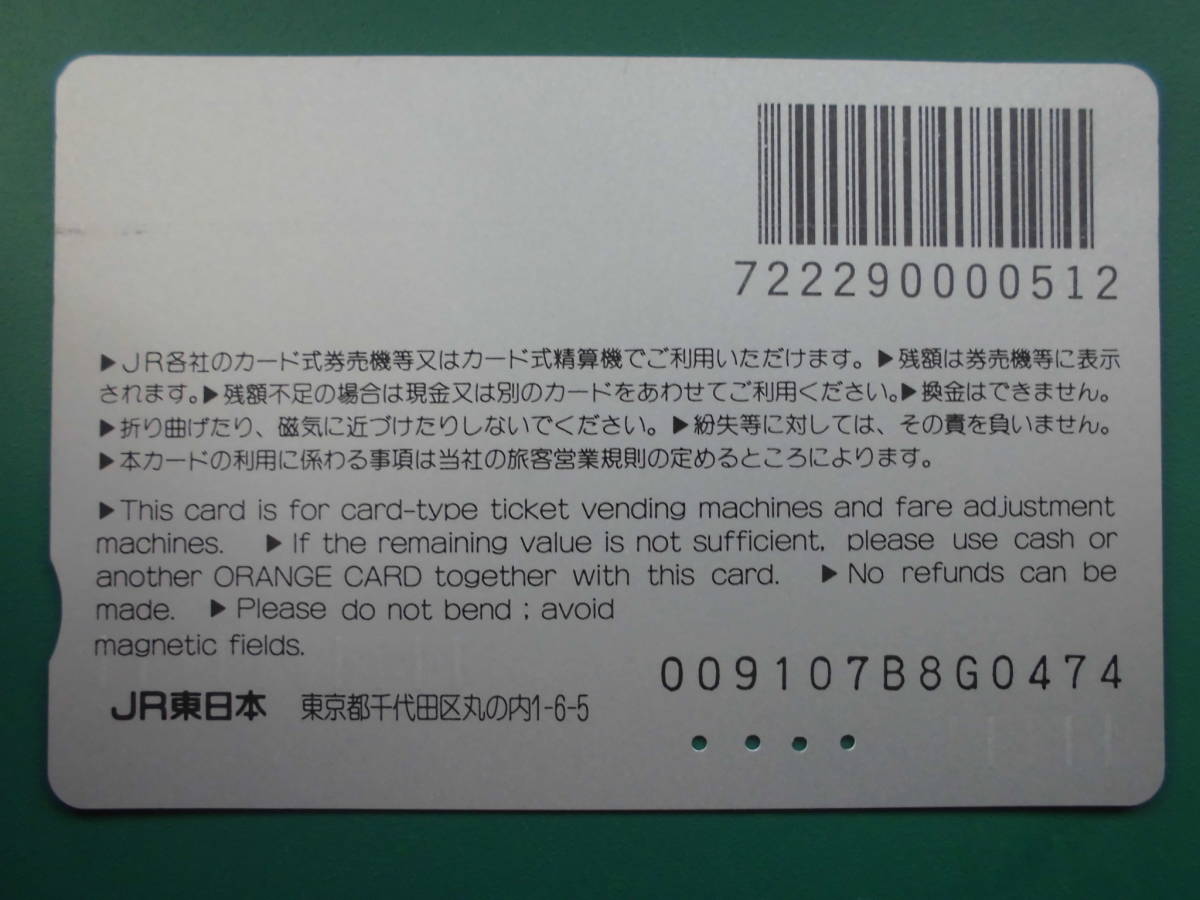 722290000512
▶JR各社のカード式券売機等又はカード式精算機でご利用いただけます。▶残額は券売機等に表示
されます。▶残額不足の場合は現金又は別のカードをあわせてご利用ください。▶換金はできません。
▶折り曲げたり、磁気に近づけたりしないでください。▶紛失等に対しては、その責を負いません。
▶本カードの利用に係わる事項は当社の旅客営業規則の定めるところによります。
▶This card is for card-type ticket vending machines and fare adjustment
machines. ▶If the remaining value is not sufficient, please use cash or
another ORANGE CARD together with this card. ▶No refunds can be
made. ▶Please do not bend ; avoid
magnetic fields.
009107B8G0474
JR東日本 東京都千代田区丸の内1-6-5